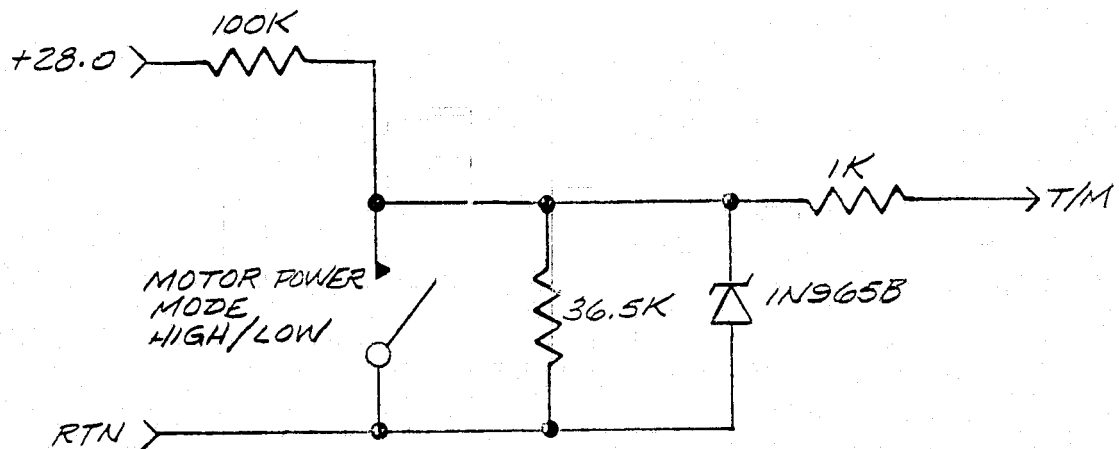 100K
+28.0
1K
T/M
MOTOR POWER
MODE
HIGH/LOW
36.5K
1N965B
RTN